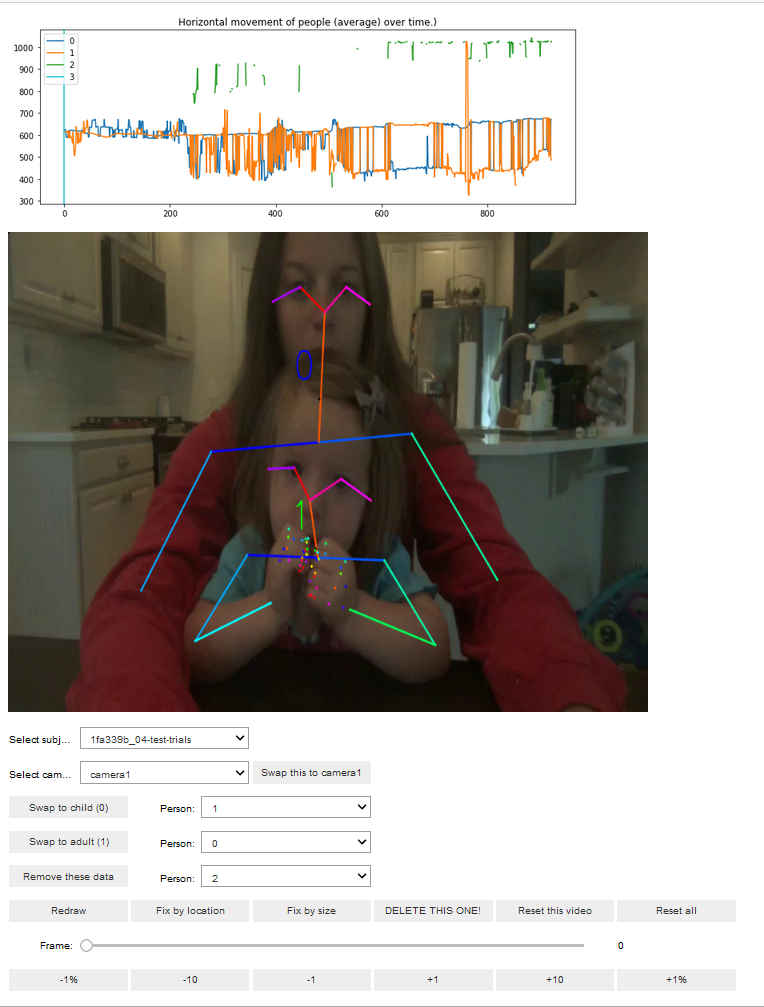 Horizontal movement of people (average) over time.)
1000
900
800
700
600
500
400
300
0
1
2
3
0 200 400 600 800
0
1
Select subj... 1fa339b_04-test-trials
Select cam... camera1 Swap this to camera1
Swap to child (0) Person: 1
Swap to adult (1) Person: 0
Remove these data Person: 2
Redraw Fix by location Fix by size DELETE THIS ONE! Reset this video Reset all
Frame: 0
-1% -10 -1 +1 +10 +1%